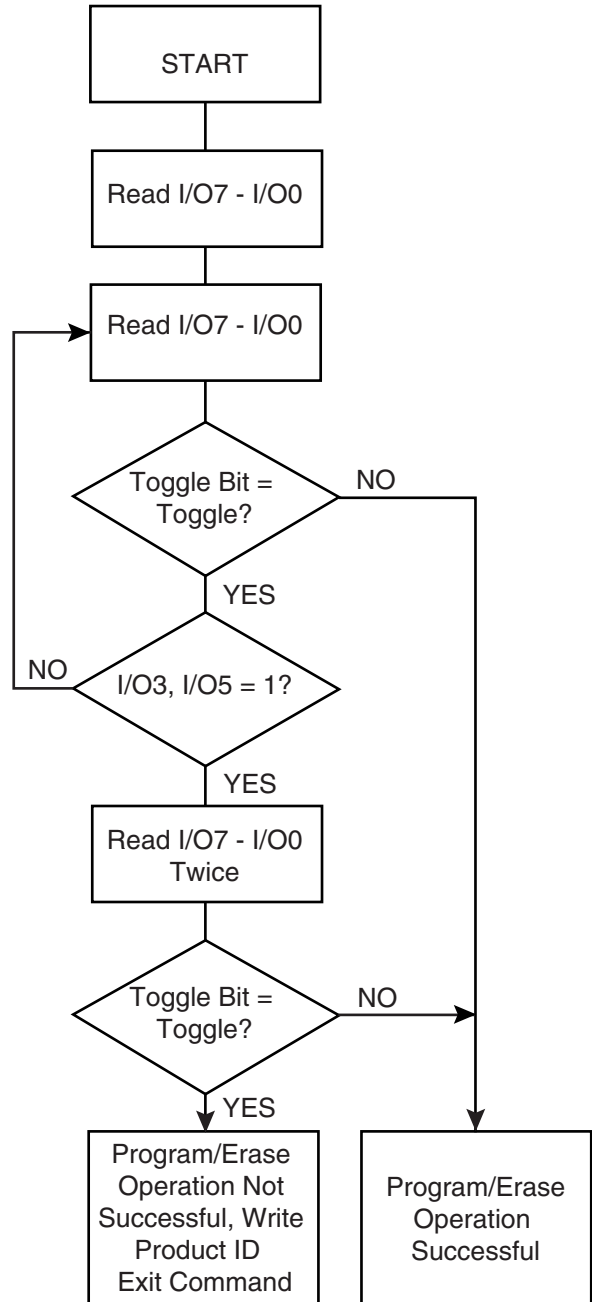 START
Read I/O7 - I/O0
Read I/O7 - I/O0
Toggle Bit =
Toggle?
NO
YES
NO
I/O3, I/O5 = 1?
YES
Read I/O7 - I/O0
Twice
Toggle Bit =
Toggle?
NO
YES
Program/Erase
Operation Not
Successful, Write
Product ID
Exit Command
Program/Erase
Operation
Successful